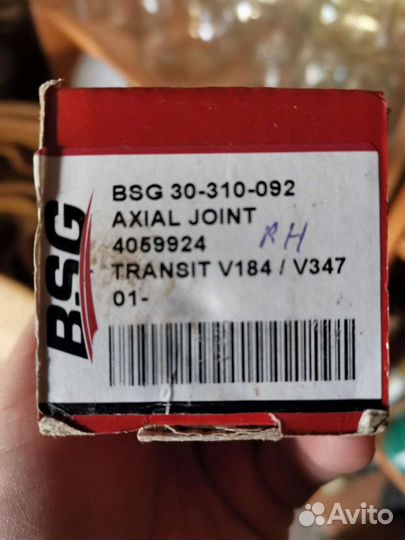 BSG
BSG 30-310-092
AXIAL JOINT
4059924 RH
TRANSIT V184 / V347
01-
Avito